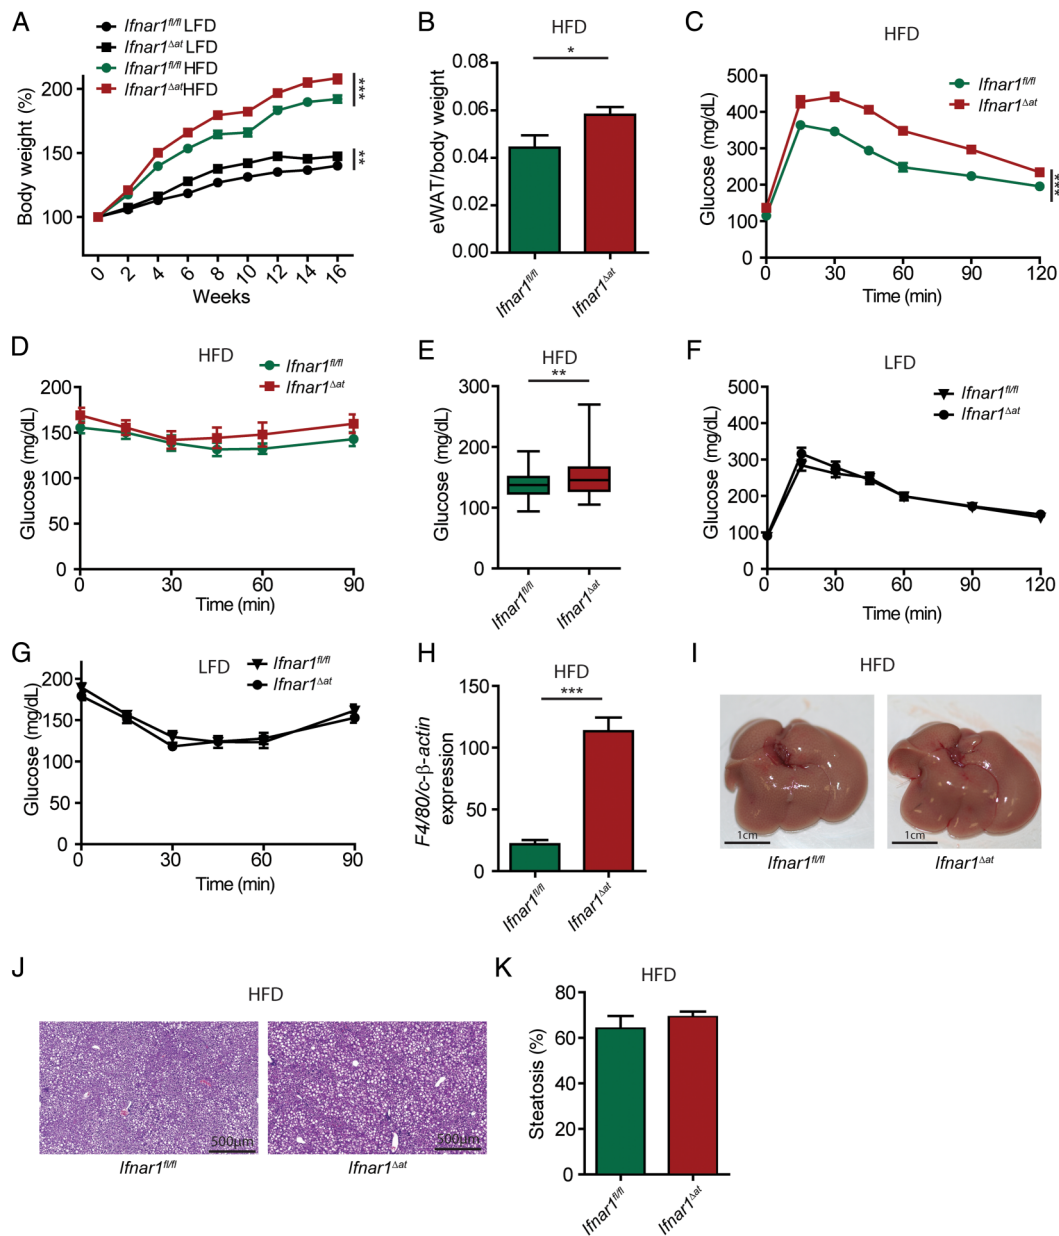 A
Ifnar1fl/fl LFD
Ifnar1Δat LFD
Ifnar1fl/fl HFD
Ifnar1Δat HFD
Body weight (%)
200
150
100
***
**
0 2 4 6 8 10 12 14 16
Weeks
B
HFD
*
eWAT/body weight
0.08
0.06
0.04
0.02
0.00
Ifnar1fl/fl
Ifnar1Δat
C
HFD
Ifnar1fl/fl
Ifnar1Δat
Glucose (mg/dL)
500
400
300
200
100
0
***
0 30 60 90 120
Time (min)
D
HFD
Ifnar1fl/fl
Ifnar1Δat
Glucose (mg/dL)
200
150
100
50
0
0 30 60 90
Time (min)
E
HFD
**
Glucose (mg/dL)
300
200
100
0
Ifnar1fl/fl
Ifnar1Δat
F
LFD
Ifnar1fl/fl
Ifnar1Δat
Glucose (mg/dL)
500
400
300
200
100
0
0 30 60 90 120
Time (min)
G
LFD
Ifnar1fl/fl
Ifnar1Δat
Glucose (mg/dL)
200
150
100
50
0
0 30 60 90
Time (min)
H
HFD
***
F4/80/c-β-actin
expression
150
100
50
0
Ifnar1fl/fl
Ifnar1Δat
I
HFD
1cm
1cm
Ifnar1fl/fl
Ifnar1Δat
J
HFD
500µm
500µm
Ifnar1fl/fl
Ifnar1Δat
K
HFD
Steatosis (%)
80
60
40
20
0
Ifnar1fl/fl
Ifnar1Δat